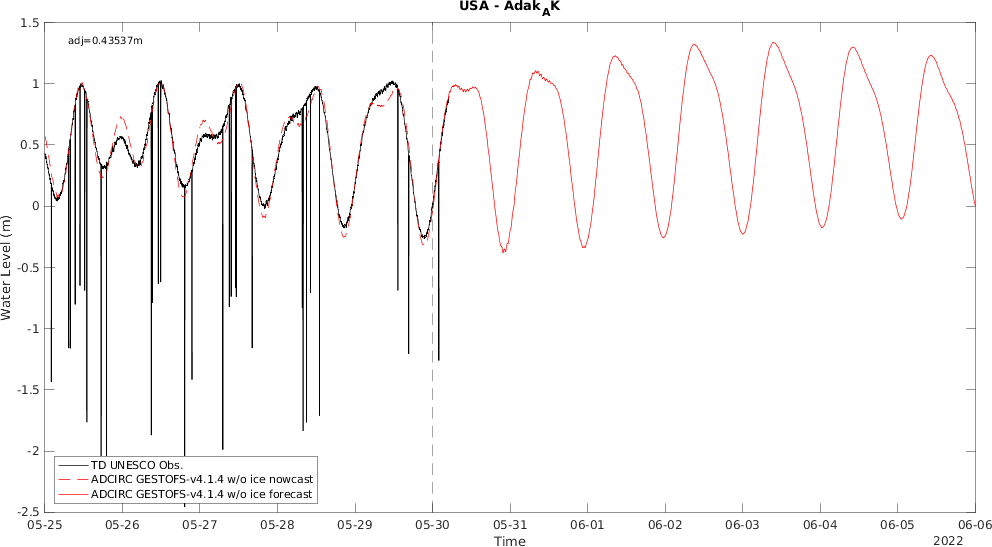 USA - AdakAK
adj=0.43537m
1.5
1
0.5
0
-0.5
-1
-1.5
-2
-2.5
Water Level (m)
TD UNESCO Obs.
ADCIRC GESTOFS-v4.1.4 w/o ice nowcast
ADCIRC GESTOFS-v4.1.4 w/o ice forecast
05-25 05-26 05-27 05-28 05-29 05-30 05-31 06-01 06-02 06-03 06-04 06-05 06-06
Time
2022